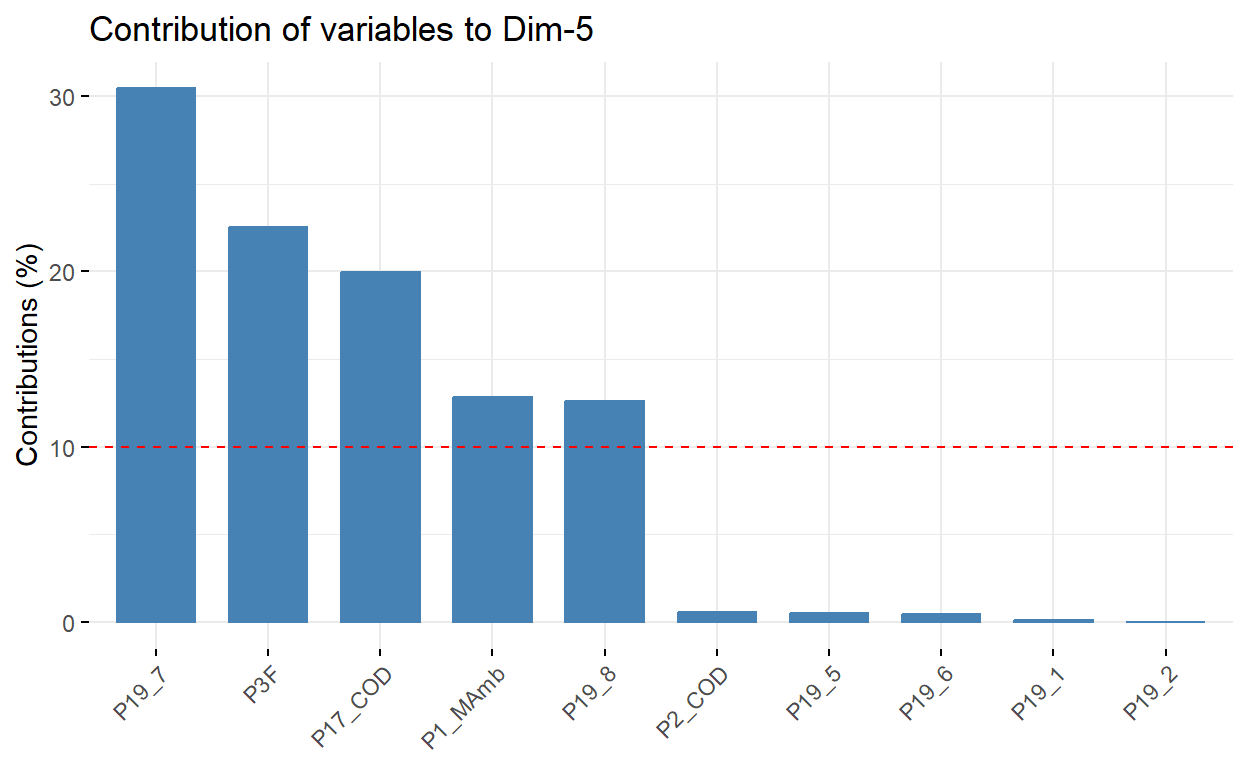 Contribution of variables to Dim-5
Contributions (%)
30
20
10
0
P19_7
P3F
P17_COD
P1_MAmb
P19_8
P2_COD
P19_5
P19_6
P19_1
P19_2